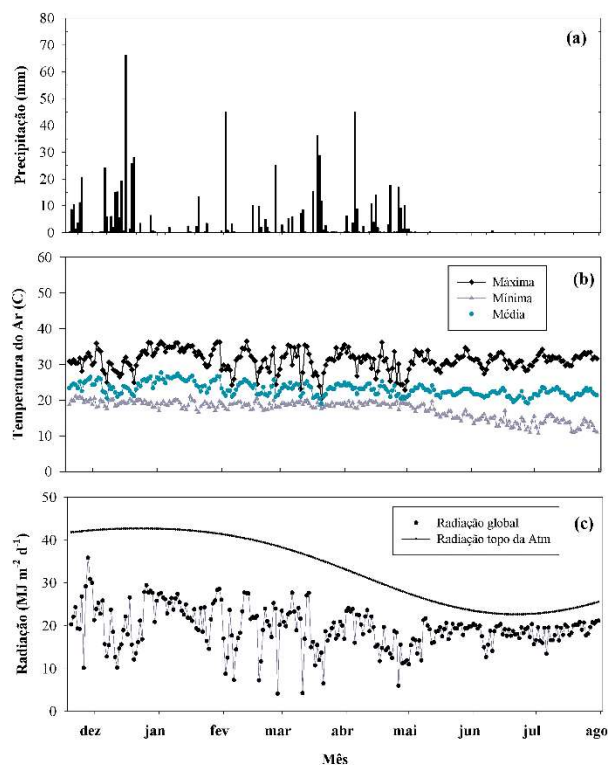 80
(a)
70
60
50
40
30
20
10
0
Precipitação (mm)
60
(b)
50
40
30
20
10
0
Temperatura do Ar (C)
Máxima
Mínima
Média
50
(c)
40
30
20
10
0
Radiação (MJ m⁻² d⁻¹)
Radiação global
Radiação topo da Atm
dez jan fev mar abr mai jun jul ago
Mês